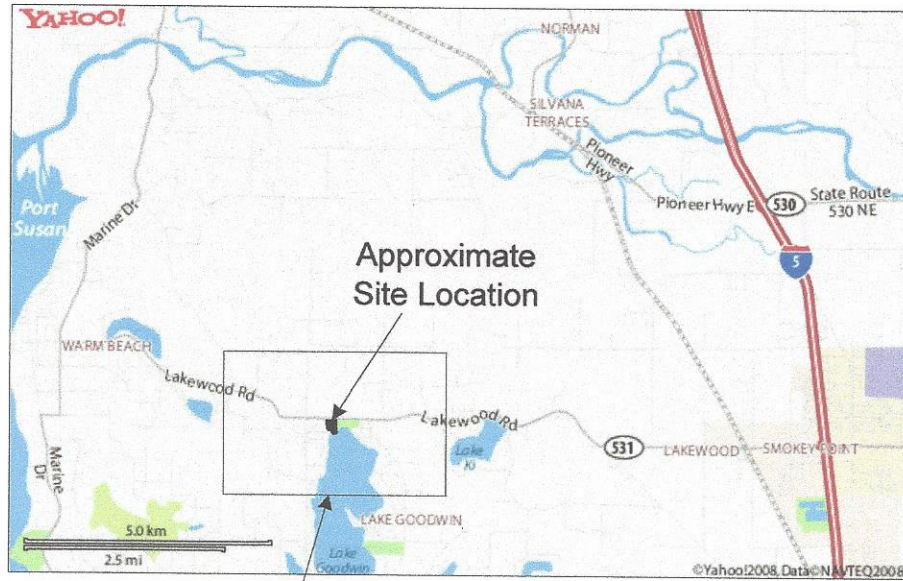 YAHOO!
NORMAN
SILVANA
TERRACES
Pioneer
Hwy
Pioneer Hwy E
530
State Route
530 NE
Port
Susan
Marine Dr
5
Approximate
Site Location
WARM BEACH
Lakewood Rd
Lakewood Rd
Lake
Ki
531
LAKEWOOD
SMOKEY POINT
Marine
Dr
LAKE GOODWIN
Lake
Goodwin
5.0 km
2.5 mi
©Yahoo!2008, Data©NAVTEQ2008